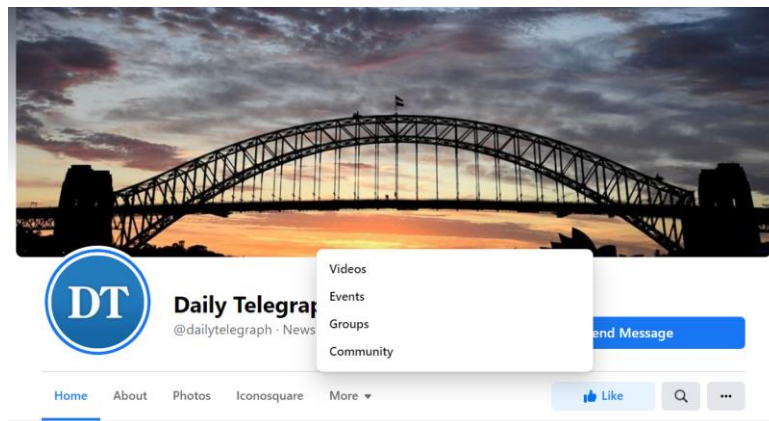 DT
Videos
Daily Telegrap
Events
@dailytelegraph · News
Groups
end Message
Community
Home About Photos Iconosquare More
Like